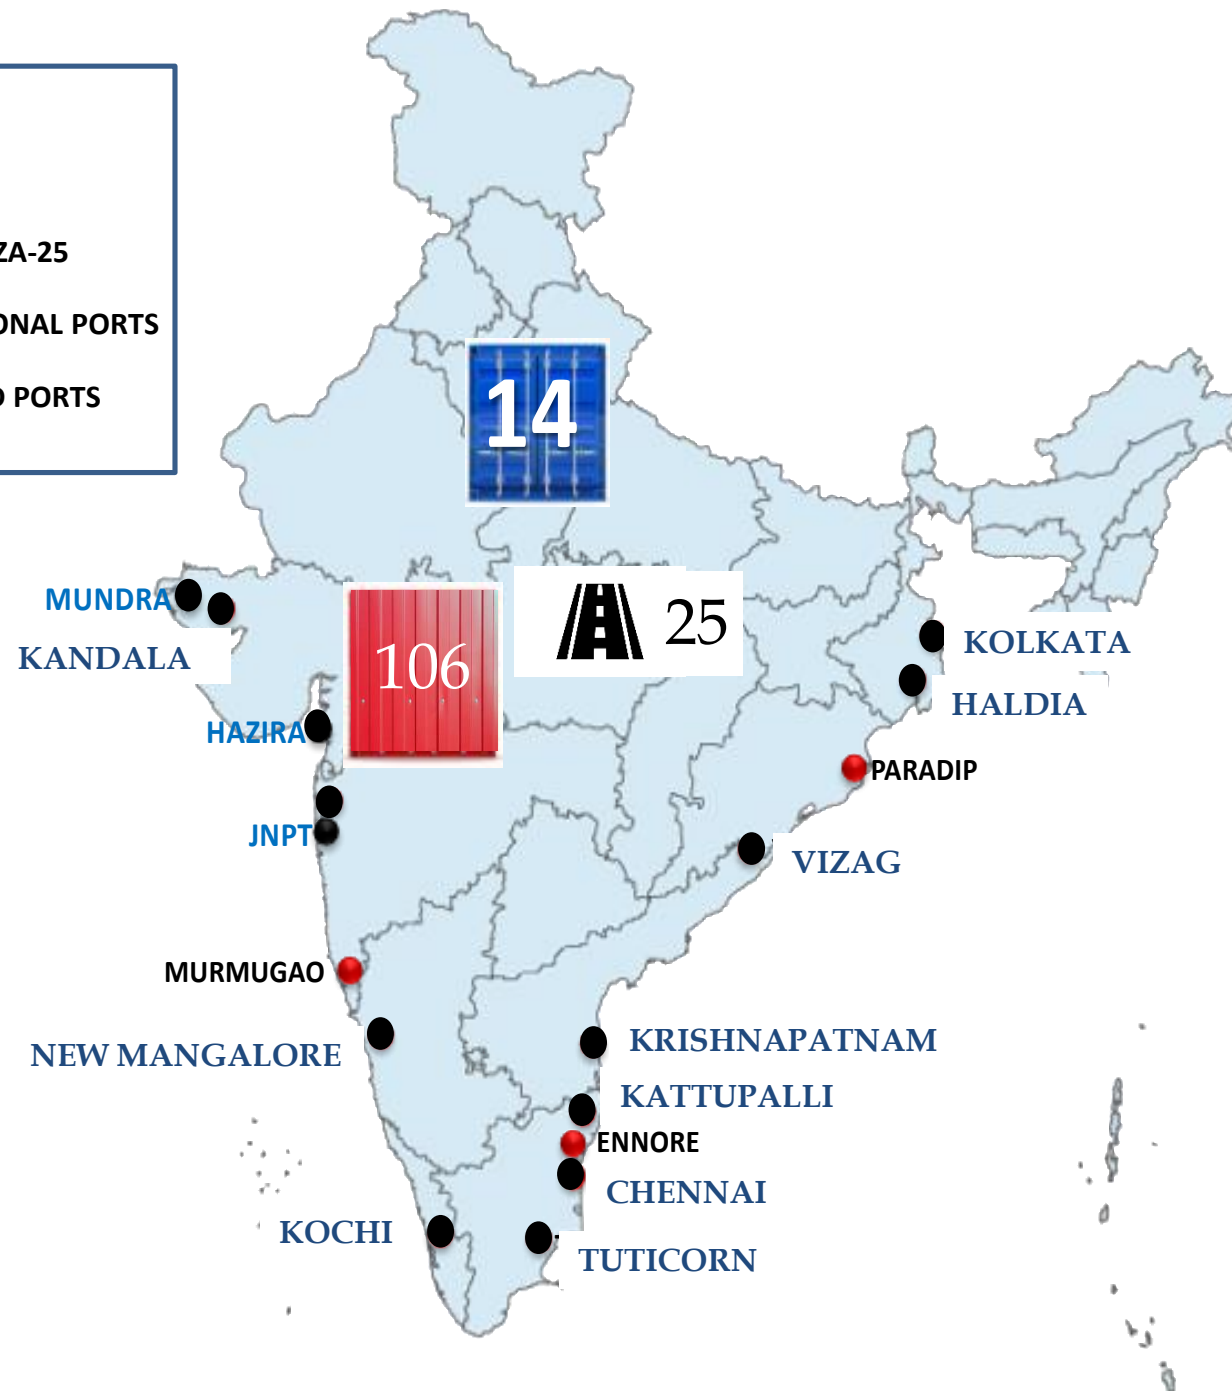 ZA-25
ONAL PORTS
D PORTS
14
MUNDRA
25
KANDALA
106
KOLKATA
HALDIA
HAZIRA
PARADIP
JNPT
VIZAG
MURMUGAO
NEW MANGALORE
KRISHNAPATNAM
KATTUPALLI
ENNORE
CHENNAI
KOCHI
TUTICORN